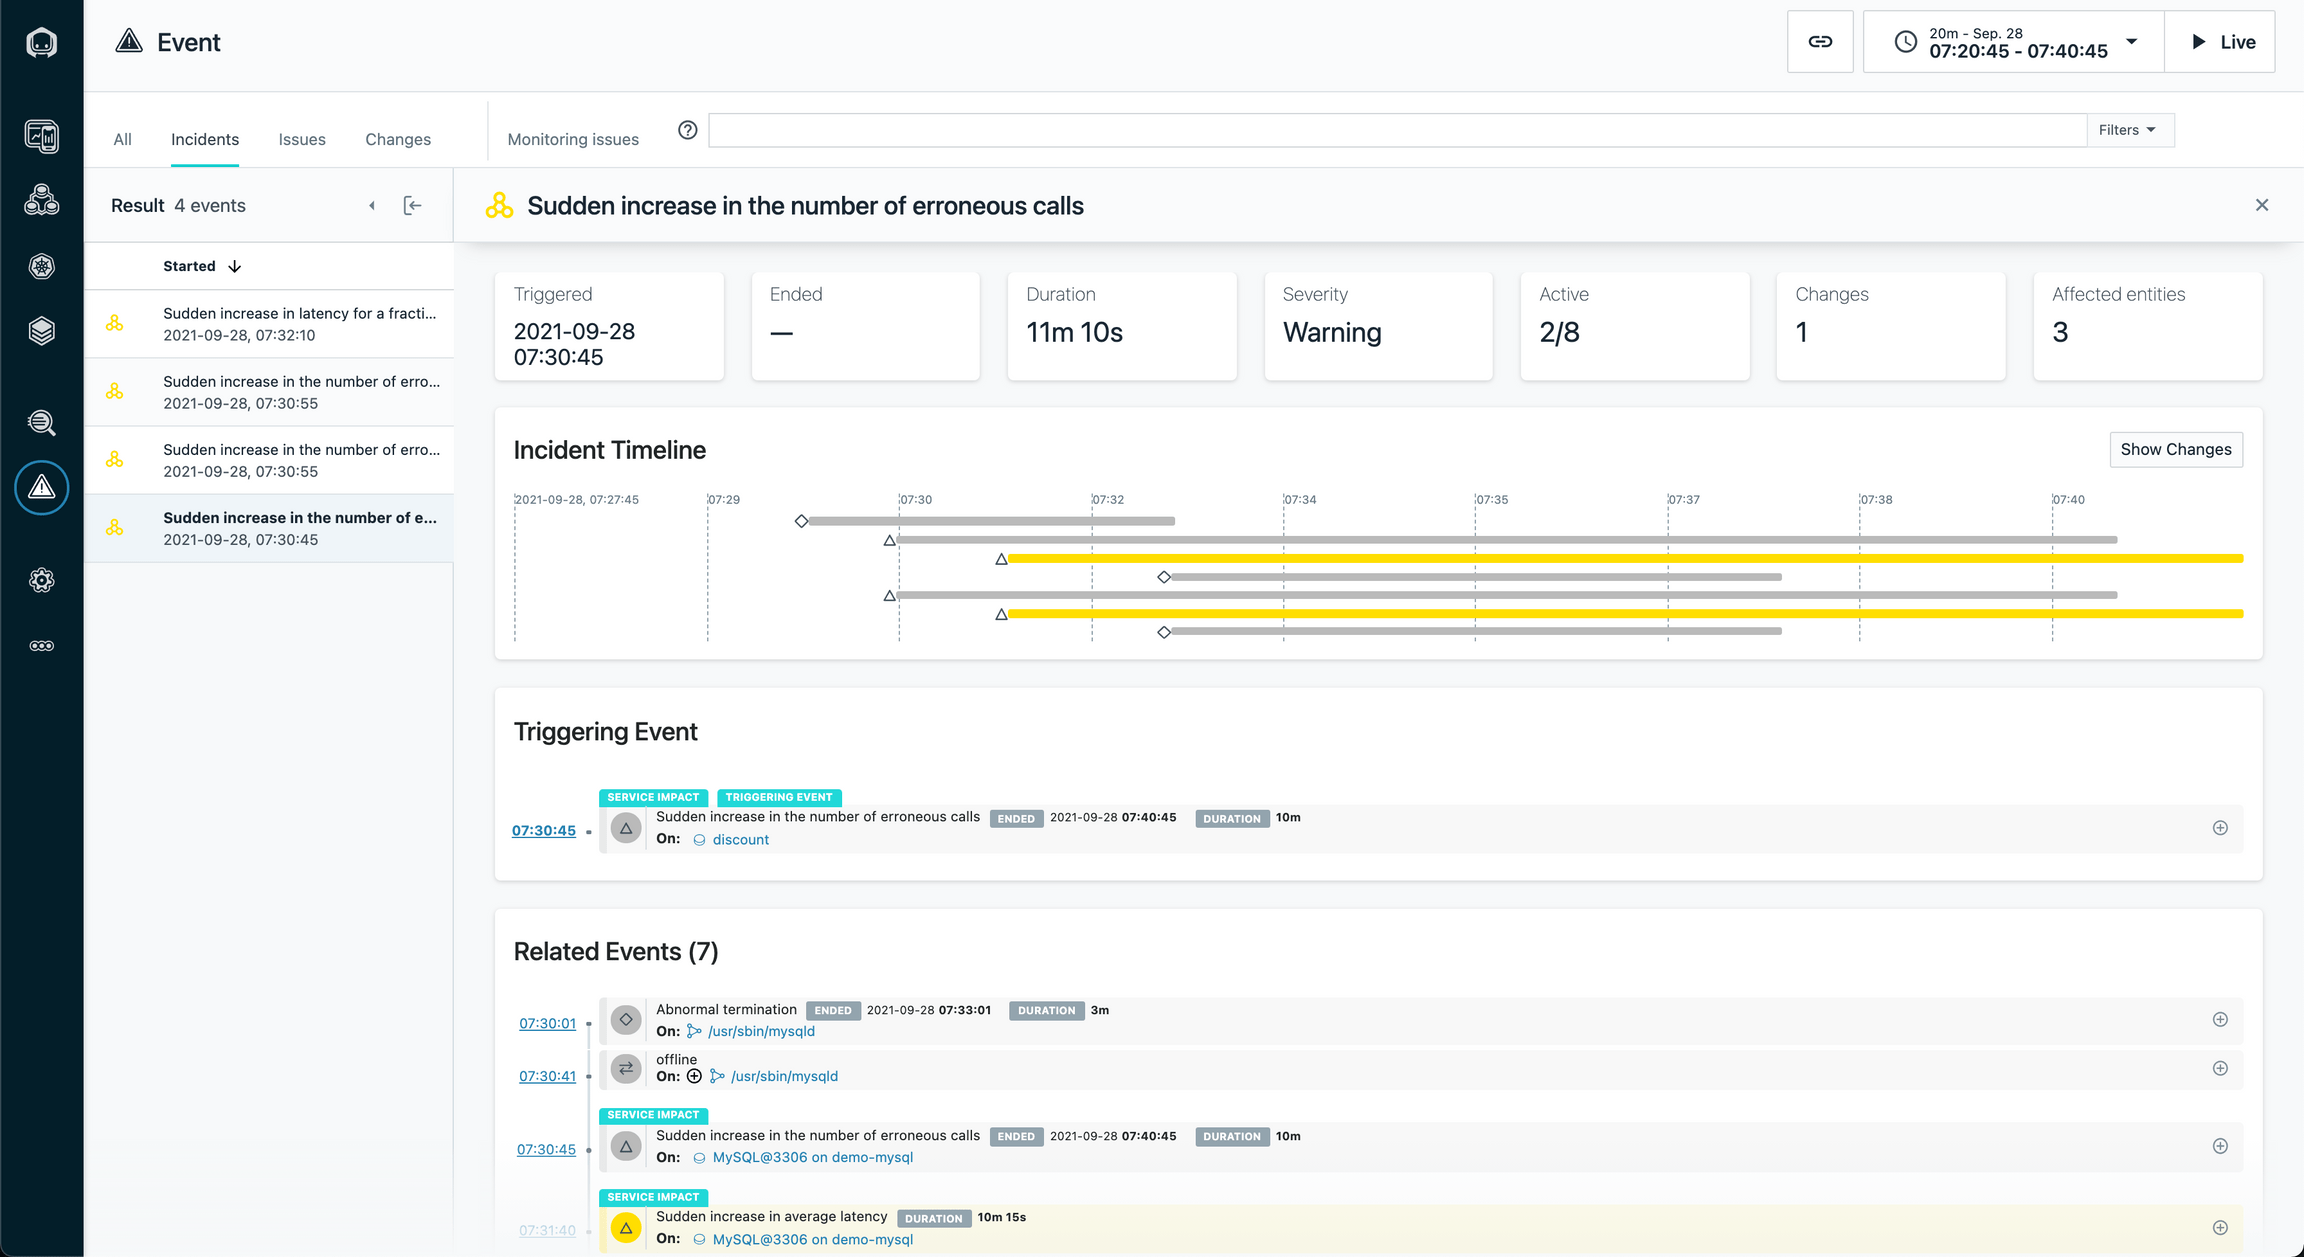 Event
20m - Sep. 28
07:20:45 - 07:40:45
Live
All
Incidents
Issues
Changes
Monitoring issues
Filters
Result 4 events
Started
Sudden increase in latency for a fracti...
2021-09-28, 07:32:10
Sudden increase in the number of erro...
2021-09-28, 07:30:55
Sudden increase in the number of erro...
2021-09-28, 07:30:55
Sudden increase in the number of e...
2021-09-28, 07:30:45
Sudden increase in the number of erroneous calls
Triggered
2021-09-28
07:30:45
Ended
—
Duration
11m 10s
Severity
Warning
Active
2/8
Changes
1
Affected entities
3
Incident Timeline
Show Changes
2021-09-28, 07:27:45
07:29
07:30
07:32
07:34
07:35
07:37
07:38
07:40
Triggering Event
SERVICE IMPACT
TRIGGERING EVENT
07:30:45
Sudden increase in the number of erroneous calls ENDED 2021-09-28 07:40:45 DURATION 10m
On: discount
Related Events (7)
07:30:01
Abnormal termination ENDED 2021-09-28 07:33:01 DURATION 3m
On: /usr/sbin/mysqld
07:30:41
offline
On: /usr/sbin/mysqld
SERVICE IMPACT
07:30:45
Sudden increase in the number of erroneous calls ENDED 2021-09-28 07:40:45 DURATION 10m
On: MySQL@3306 on demo-mysql
SERVICE IMPACT
07:31:40
Sudden increase in average latency DURATION 10m 15s
On: MySQL@3306 on demo-mysql